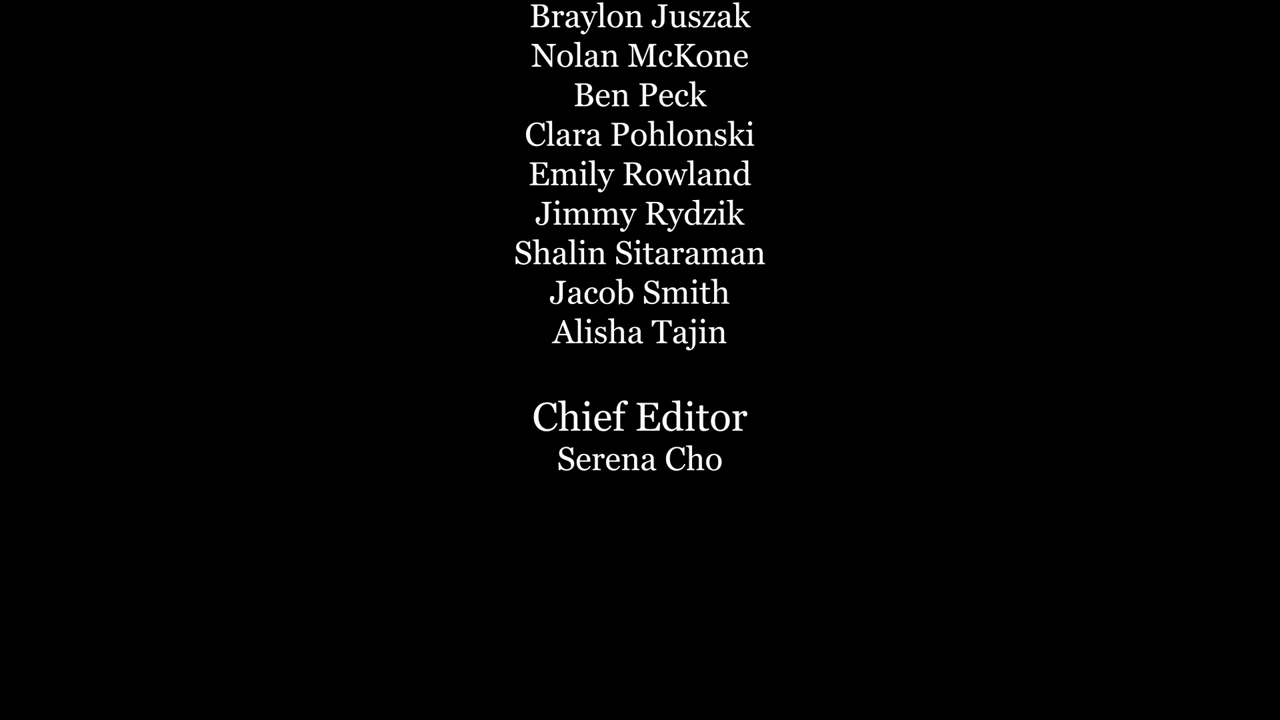 Braylon Juszak
Nolan McKone
Ben Peck
Clara Pohlonski
Emily Rowland
Jimmy Rydzik
Shalin Sitaraman
Jacob Smith
Alisha Tajin
Chief Editor
Serena Cho